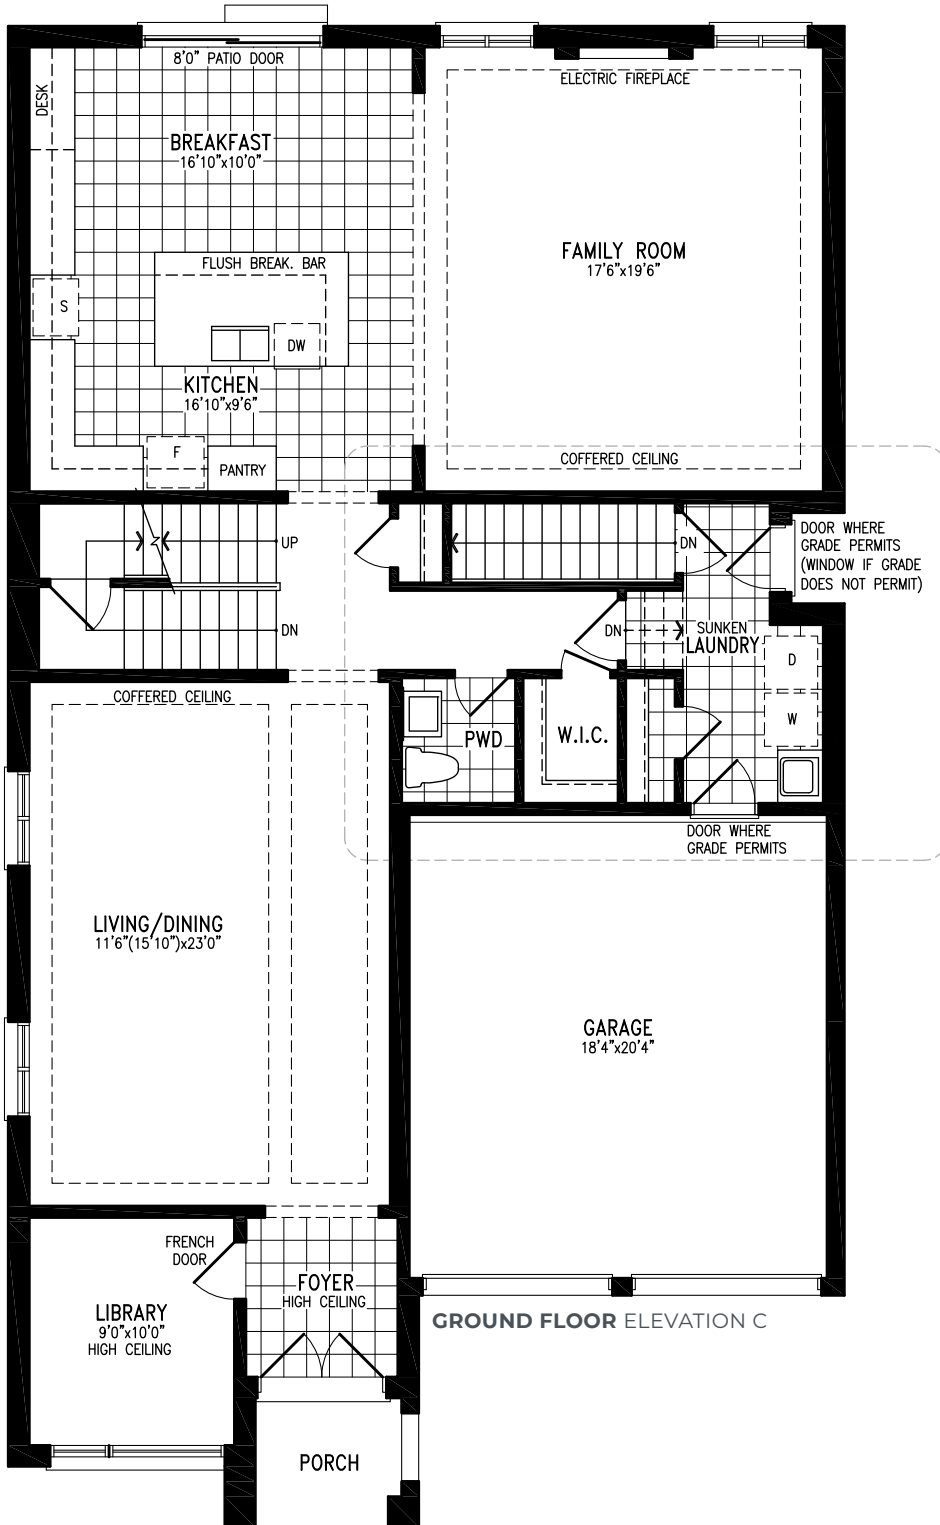 8'0" PATIO DOOR
DESK
BREAKFAST
16'10"x10'0"
ELECTRIC FIREPLACE
FAMILY ROOM
17'6"x19'6"
FLUSH BREAK. BAR
S
DW
KITCHEN
16'10"x9'6"
F
PANTRY
COFFERED CEILING
UP
DN
DN
DOOR WHERE
GRADE PERMITS
(WINDOW IF GRADE
DOES NOT PERMIT)
DN
SUNKEN
LAUNDRY
D
W
COFFERED CEILING
PWD
W.I.C.
DOOR WHERE
GRADE PERMITS
LIVING/DINING
11'6"(15'10")x23'0"
GARAGE
18'4"x20'4"
FRENCH
DOOR
FOYER
HIGH CEILING
LIBRARY
9'0"x10'0"
HIGH CEILING
GROUND FLOOR ELEVATION C
PORCH